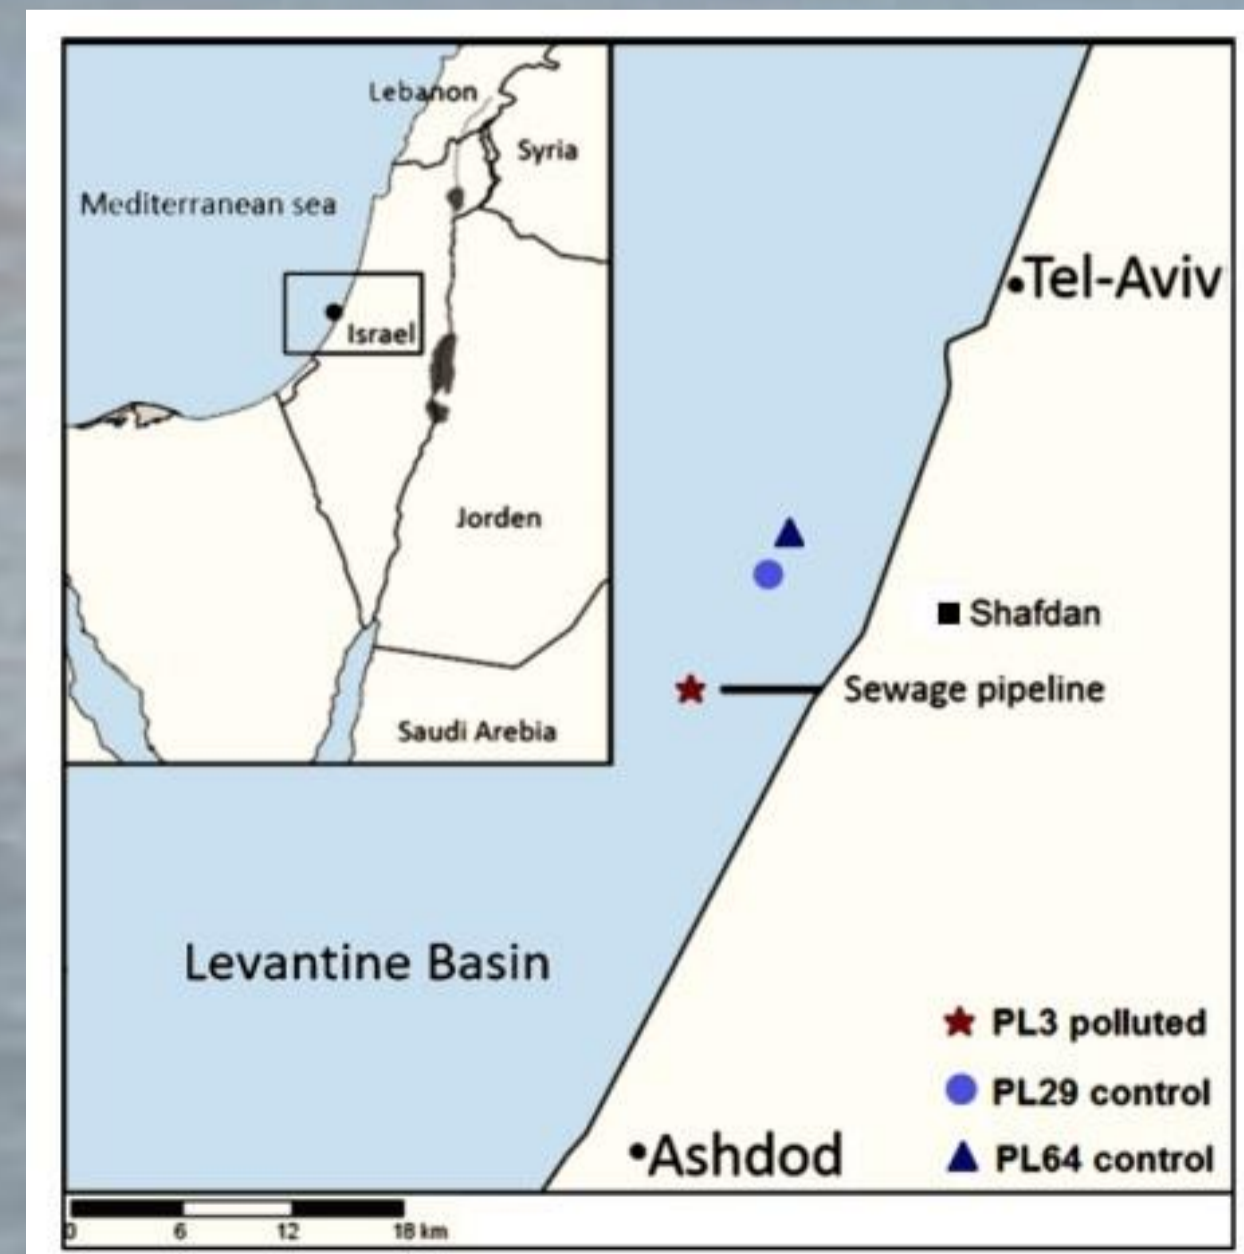 Lebanon
Syria
Mediterranean sea
Israel
Jorden
Saudi Arebia
Tel-Aviv
Shafdan
Sewage pipeline
Levantine Basin
PL3 polluted
PL29 control
PL64 control
Ashdod
0 6 12 18 km